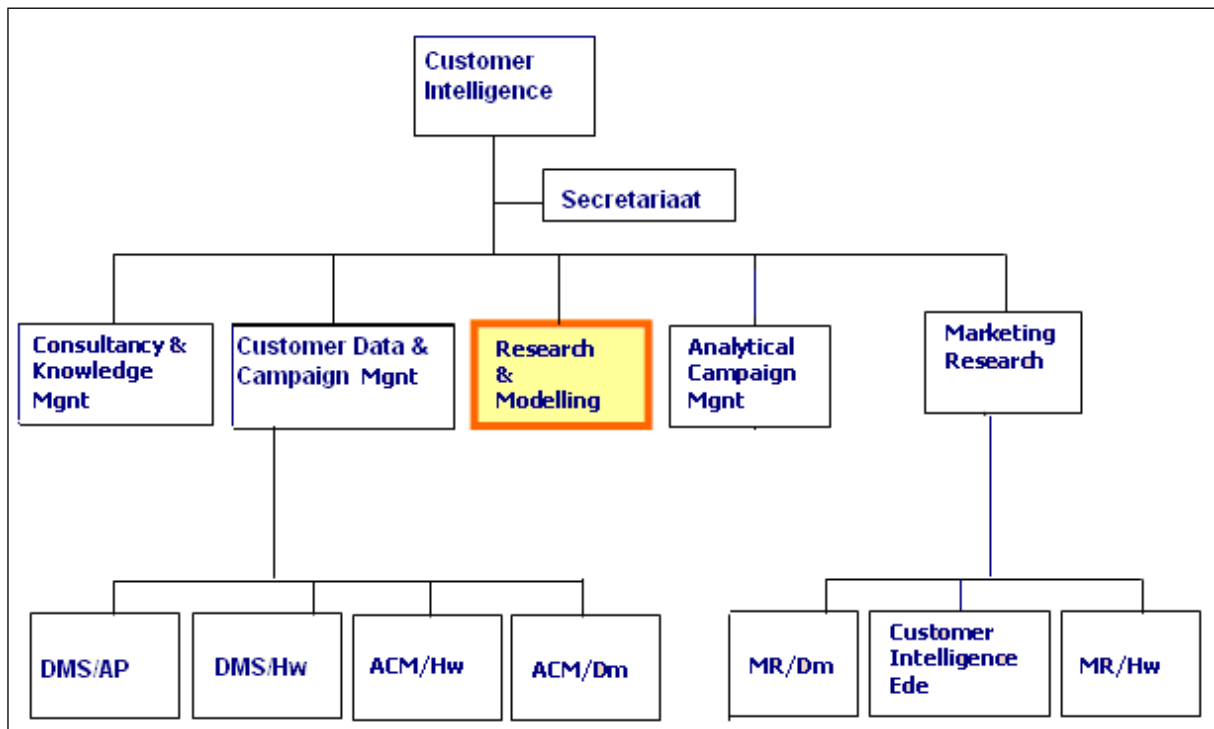 Customer
Intelligence
Secretariaat
Consultancy &
Knowledge
Mgnt
Customer Data &
Campaign Mgnt
Research
&
Modelling
Analytical
Campaign
Mgnt
Marketing
Research
DMS/AP
DMS/Hw
ACM/Hw
ACM/Dm
MR/Dm
Customer
Intelligence
Ede
MR/Hw